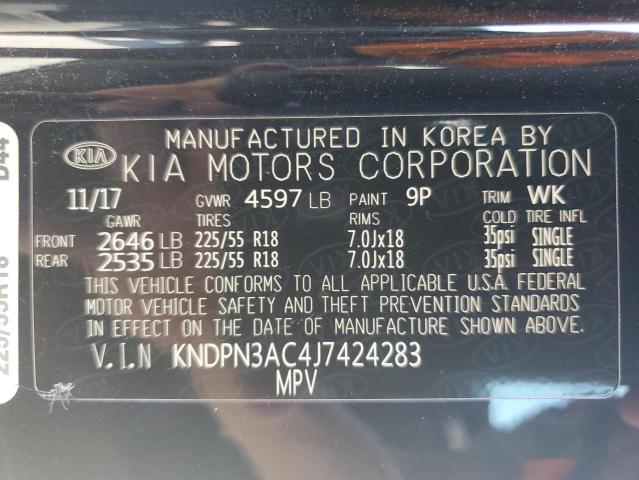 MANUFACTURED IN KOREA BY
KIA KIA MOTORS CORPORATION
11/17 GVWR 4597 LB PAINT 9P TRIM WK
GAWR TIRES RIMS COLD TIRE INFL
FRONT 2646 LB 225/55 R18 7.0Jx18 35psi SINGLE
REAR 2535 LB 225/55 R18 7.0Jx18 35psi SINGLE
THIS VEHICLE CONFORMS TO ALL APPLICABLE U.S.A. FEDERAL
MOTOR VEHICLE SAFETY AND THEFT PREVENTION STANDARDS
IN EFFECT ON THE DATE OF MANUFACTURE SHOWN ABOVE.
V.I.N KNDPN3AC4J7424283
MPV
225/55R18 D44